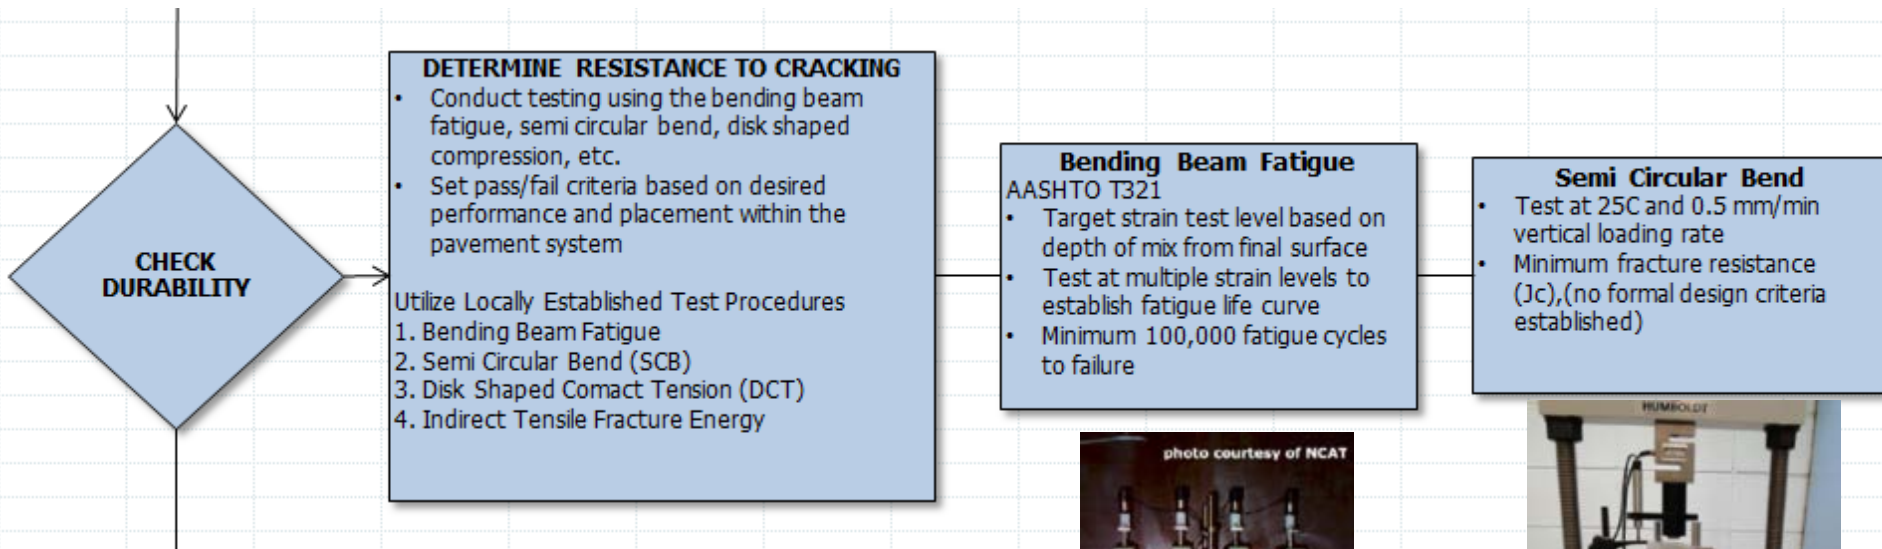 CHECK
DURABILITY
DETERMINE RESISTANCE TO CRACKING
• Conduct testing using the bending beam
fatigue, semi circular bend, disk shaped
compression, etc.
• Set pass/fail criteria based on desired
performance and placement within the
pavement system
Utilize Locally Established Test Procedures
1. Bending Beam Fatigue
2. Semi Circular Bend (SCB)
3. Disk Shaped Comact Tension (DCT)
4. Indirect Tensile Fracture Energy
Bending Beam Fatigue
AASHTO T321
• Target strain test level based on
depth of mix from final surface
• Test at multiple strain levels to
establish fatigue life curve
• Minimum 100,000 fatigue cycles
to failure
photo courtesy of NCAT
Semi Circular Bend
• Test at 25C and 0.5 mm/min
vertical loading rate
• Minimum fracture resistance
(Jc),(no formal design criteria
established)
HUMBOLDT